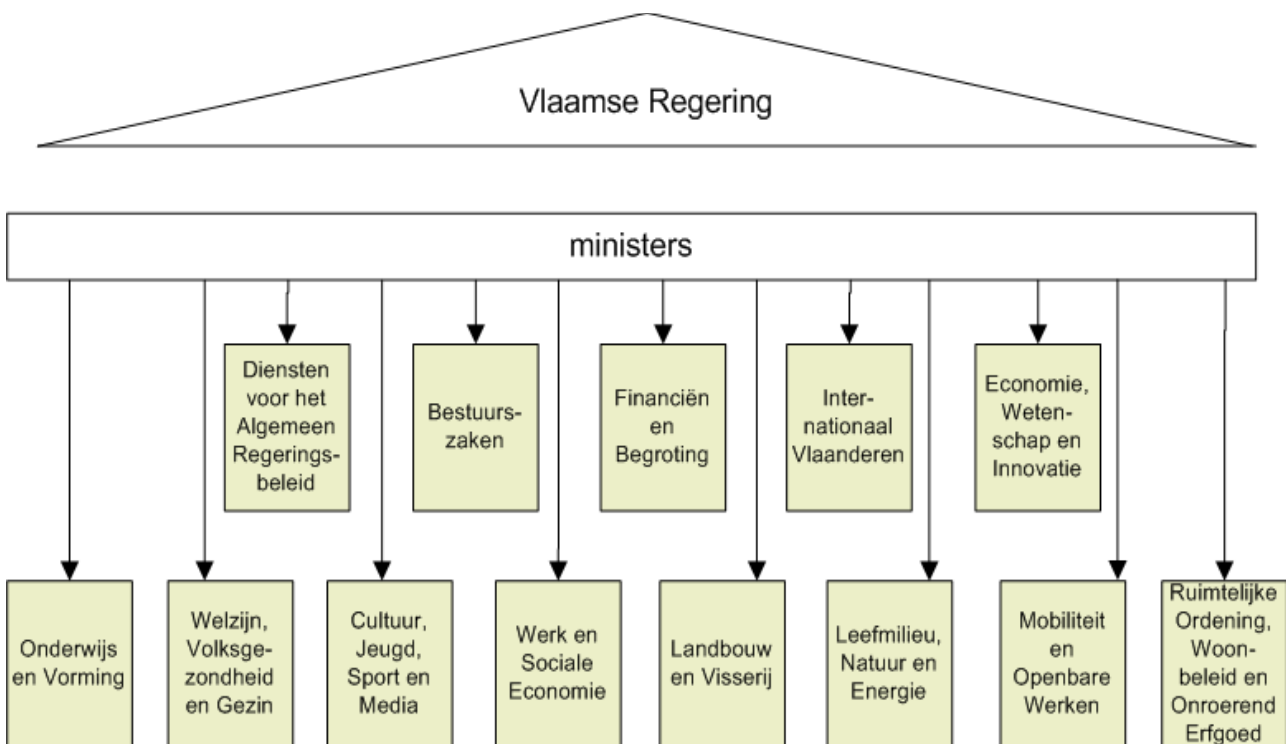 Vlaamse Regering
ministers
Diensten
voor het
Algemeen
Regerings-
beleid
Bestuurs-
zaken
Financiën
en
Begroting
Inter-
nationaal
Vlaanderen
Economie,
Weten-
schap en
Innovatie
Onderwijs
en Vorming
Welzijn,
Volksge-
zondheid
en Gezin
Cultuur,
Jeugd,
Sport en
Media
Werk en
Sociale
Economie
Landbouw
en Visserij
Leefmilieu,
Natuur en
Energie
Mobiliteit
en
Openbare
Werken
Ruimtelijke
Ordening,
Woon-
beleid en
Onroerend
Erfgoed